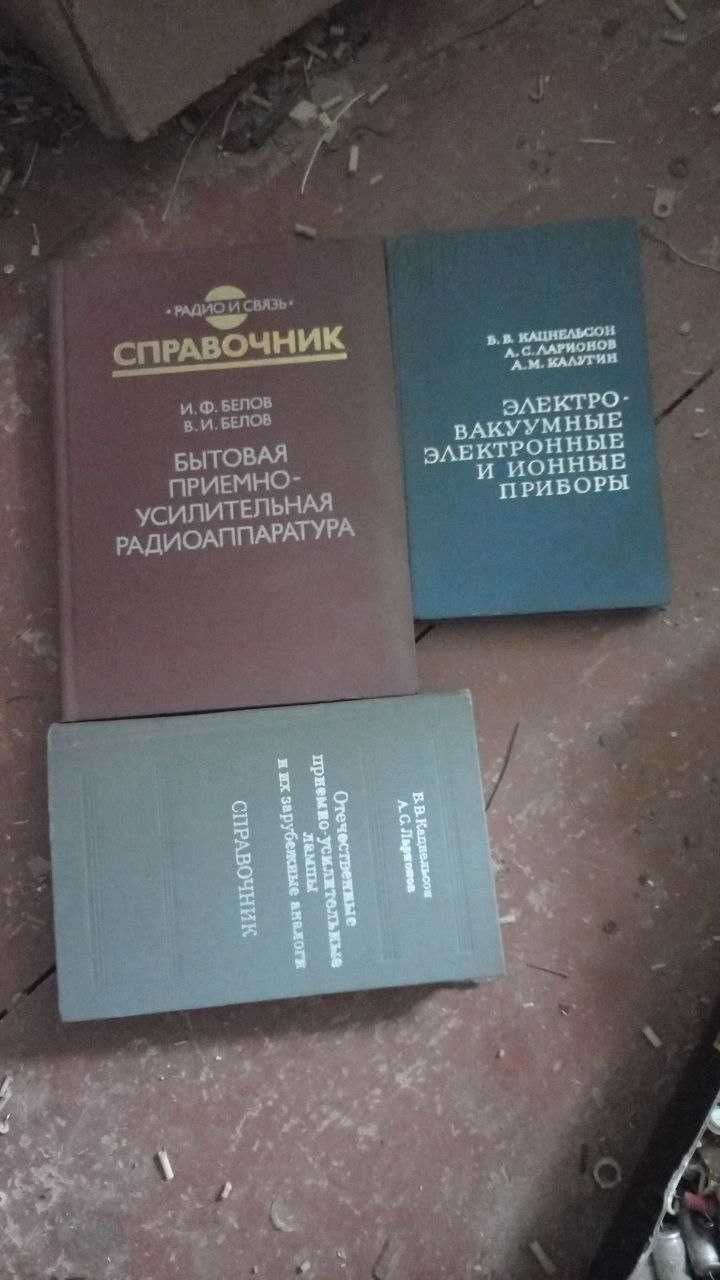 • РАДИО И СВЯЗЬ •
СПРАВОЧНИК
И. Ф. БЕЛОВ
В. И. БЕЛОВ
БЫТОВАЯ
ПРИЕМНО-
УСИЛИТЕЛЬНАЯ
РАДИОАППАРАТУРА
Б. В. КАЦНЕЛЬСОН
А. С. ЛАРИОНОВ
А. М. КАЛУГИН
ЭЛЕКТРО-
ВАКУУМНЫЕ
ЭЛЕКТРОННЫЕ
И ИОННЫЕ
ПРИБОРЫ
Б. В. Кацнельсон
А. С. Ларионов
Отечественные
приемно-усилительные
лампы
и их зарубежные аналоги
СПРАВОЧНИК